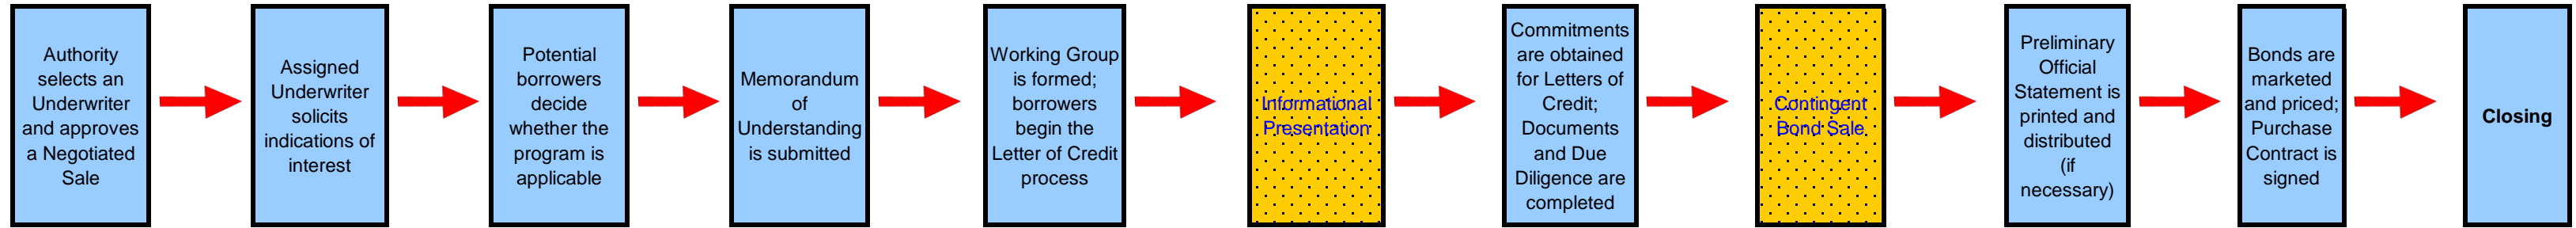 Authority
selects an
Underwriter
and approves
a Negotiated
Sale
Assigned
Underwriter
solicits
indications of
interest
Potential
borrowers
decide
whether the
program is
applicable
Memorandum
of
Understanding
is submitted
Working Group
is formed;
borrowers
begin the
Letter of Credit
process
Informational
Presentation
Commitments
are obtained
for Letters of
Credit;
Documents
and Due
Diligence are
completed
Contingent
Bond Sale
Preliminary
Official
Statement is
printed and
distributed
(if
necessary)
Bonds are
marketed
and priced;
Purchase
Contract is
signed
Closing